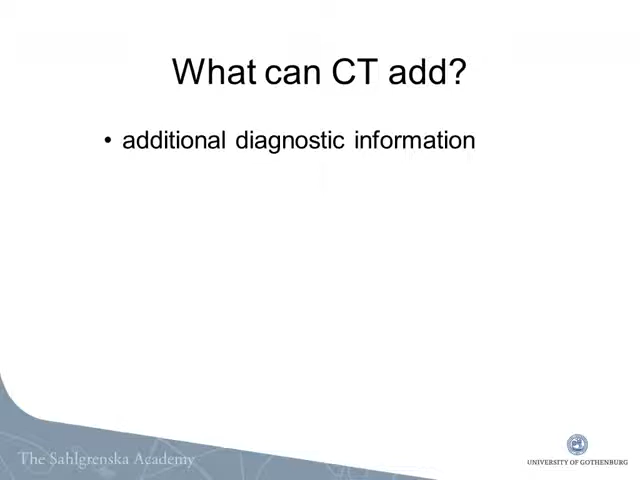 What can CT add?
• additional diagnostic information
The Sahlgrenska Academy
UNIVERSITY OF GOTHENBURG